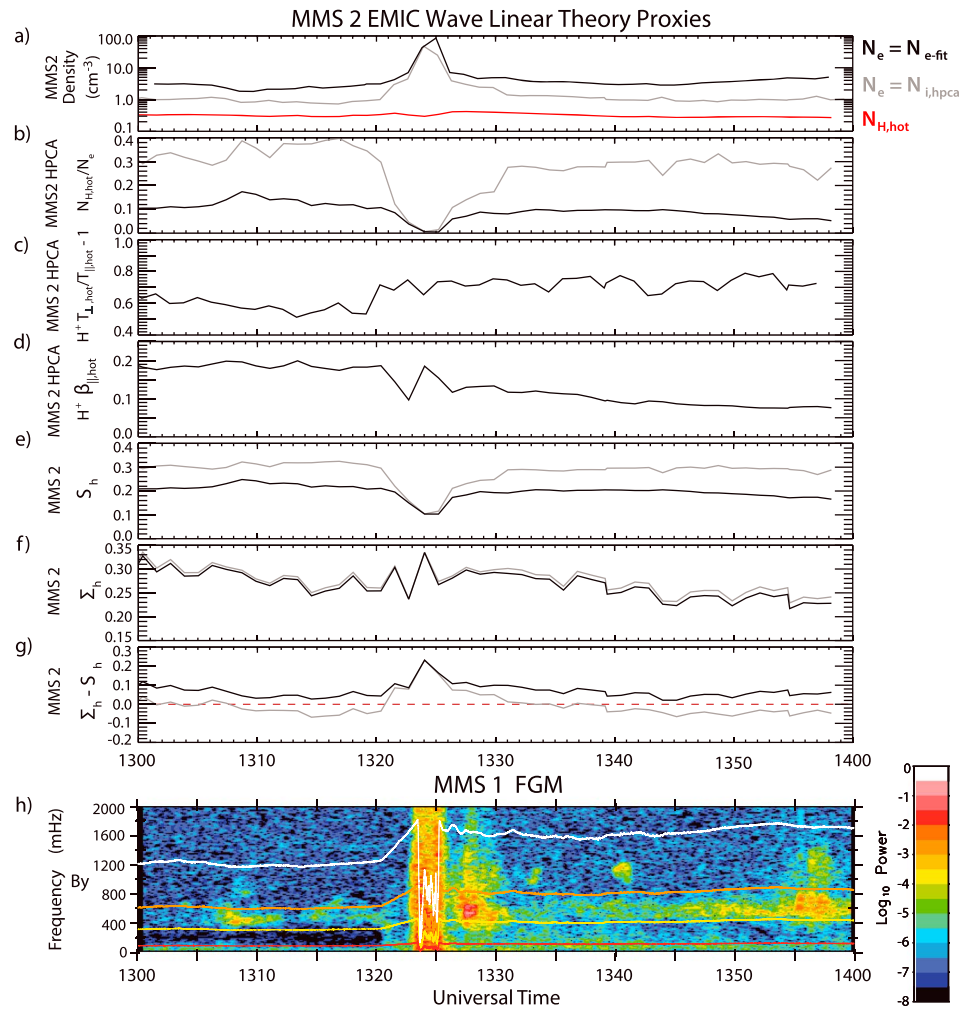 MMS 2 EMIC Wave Linear Theory Proxies
a)
MMS2
Density
(cm⁻³)
100.0
10.0
1.0
0.1
Nₑ = Nₑ₋fit
Nₑ = Ni,hpca
NH,hot
b)
MMS2 HPCA
NH,hot/Nₑ
0.4
0.3
0.2
0.1
0.0
c)
MMS 2 HPCA
H⁺ T⊥,hot/T||,hot - 1
1.0
0.8
0.6
0.4
d)
MMS 2 HPCA
H⁺ β||,hot
0.2
0.1
0.0
e)
MMS 2
Sh
0.4
0.3
0.2
0.1
0.0
f)
MMS 2
Σh
0.35
0.30
0.25
0.15
g)
MMS 2
Σh - Sh
0.3
0.2
0.1
0.0
-0.1
-0.2
1300 1310 1320 1330 1340 1350 1400
MMS 1 FGM
h)
Frequency (mHz)
By
2000
1600
1200
800
400
0
1300 1310 1320 1330 1340 1350 1400
Universal Time
Log₁₀ Power
0
-1
-2
-3
-4
-5
-6
-7
-8